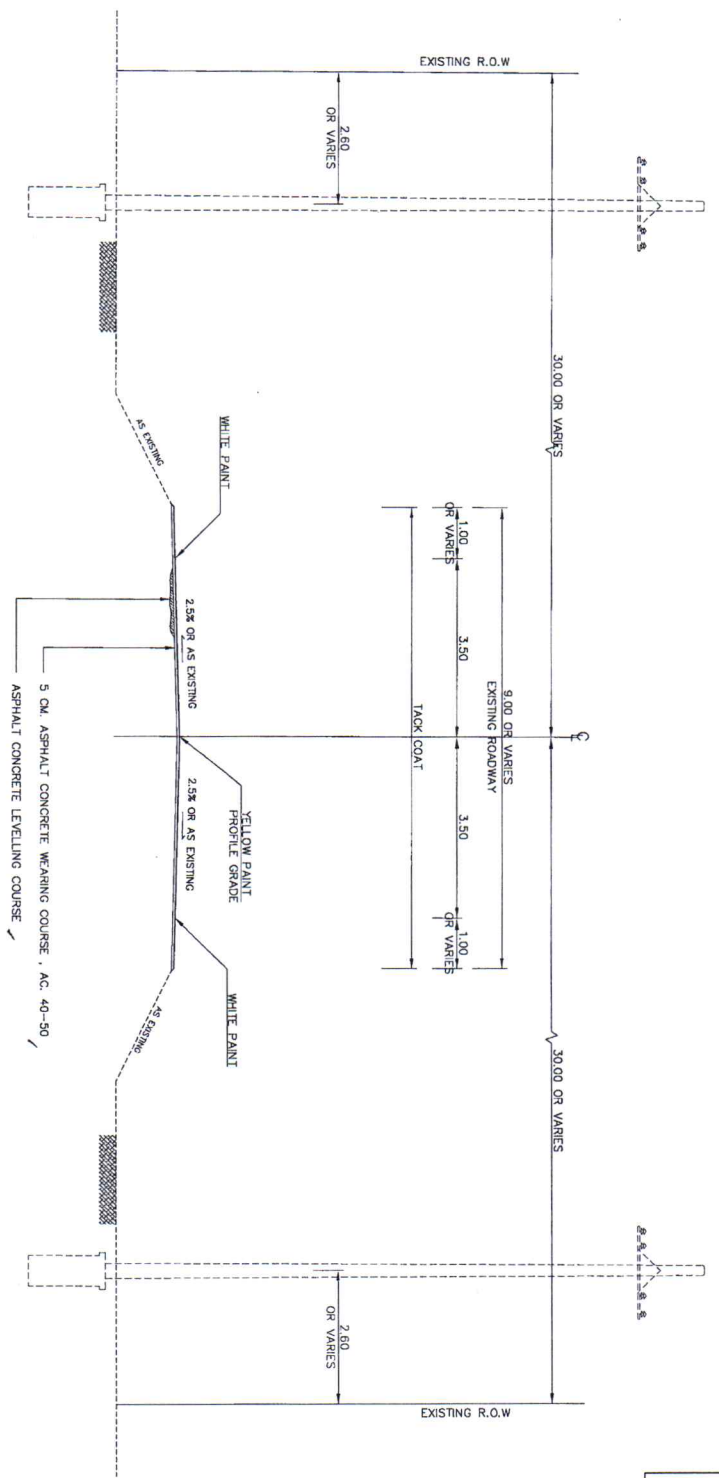 EXISTING R.O.W
EXISTING R.O.W
30.00 OR VARIES
30.00 OR VARIES
℄
9.00 OR VARIES
EXISTING ROADWAY
1.00
OR VARIES
3.50
3.50
1.00
OR VARIES
TACK COAT
2.60
OR VARIES
2.60
OR VARIES
WHITE PAINT
YELLOW PAINT
PROFILE GRADE
WHITE PAINT
AS EXISTING
2.5% OR AS EXISTING
2.5% OR AS EXISTING
AS EXISTING
5 CM. ASPHALT CONCRETE WEARING COURSE , AC. 40-50
ASPHALT CONCRETE LEVELLING COURSE